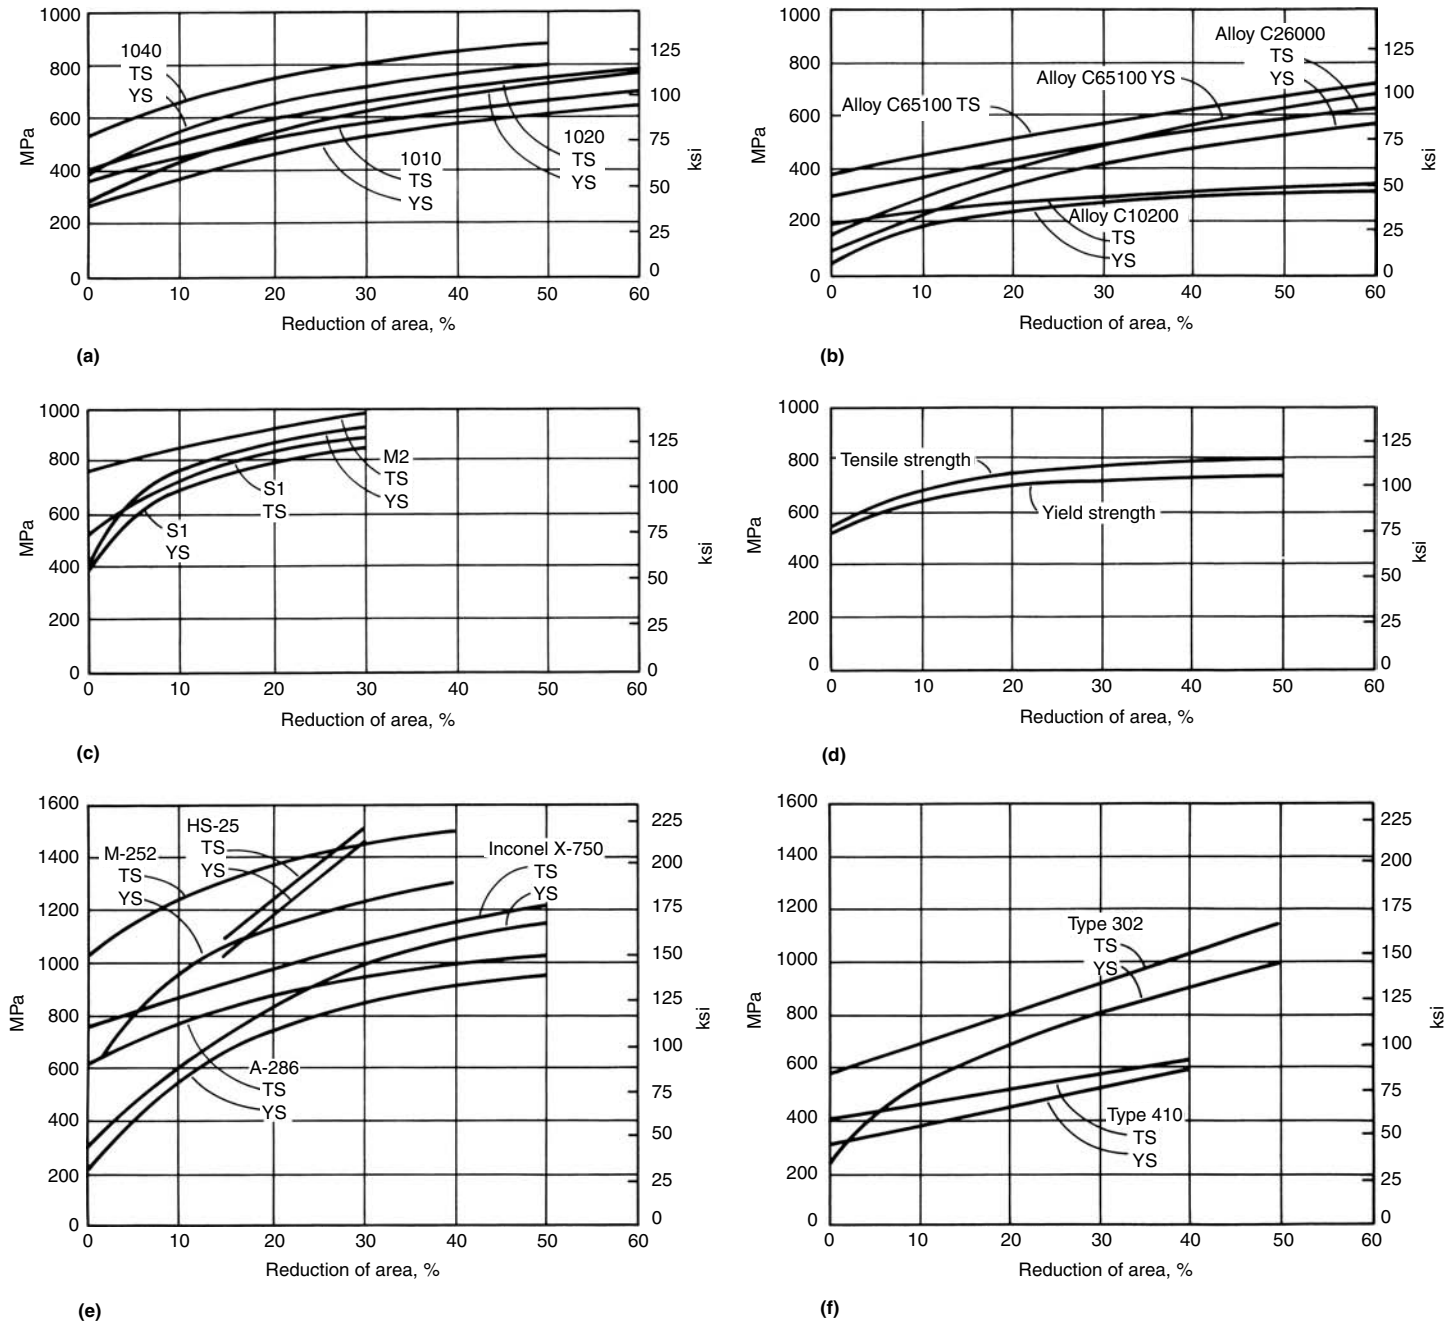 1000
800
600
400
200
0
MPa
125
100
75
50
25
0
ksi
1040
TS
YS
1010
TS
YS
1020
TS
YS
0 10 20 30 40 50 60
Reduction of area, %
(a)
1000
800
600
400
200
0
MPa
125
100
75
50
25
0
ksi
Alloy C26000
TS
YS
Alloy C65100 YS
Alloy C65100 TS
Alloy C10200
TS
YS
0 10 20 30 40 50 60
Reduction of area, %
(b)
1000
800
600
400
200
0
MPa
125
100
75
50
25
0
ksi
M2
TS
YS
S1
TS
S1
YS
0 10 20 30 40 50 60
Reduction of area, %
(c)
1000
800
600
400
200
0
MPa
125
100
75
50
25
0
ksi
Tensile strength
Yield strength
0 10 20 30 40 50 60
Reduction of area, %
(d)
1600
1400
1200
1000
800
600
400
200
0
MPa
225
200
175
150
125
100
75
50
25
0
ksi
HS-25
TS
YS
M-252
TS
YS
Inconel X-750
TS
YS
A-286
TS
YS
0 10 20 30 40 50 60
Reduction of area, %
(e)
1600
1400
1200
1000
800
600
400
200
0
MPa
225
200
175
150
125
100
75
50
25
0
ksi
Type 302
TS
YS
Type 410
TS
YS
0 10 20 30 40 50 60
Reduction of area, %
(f)